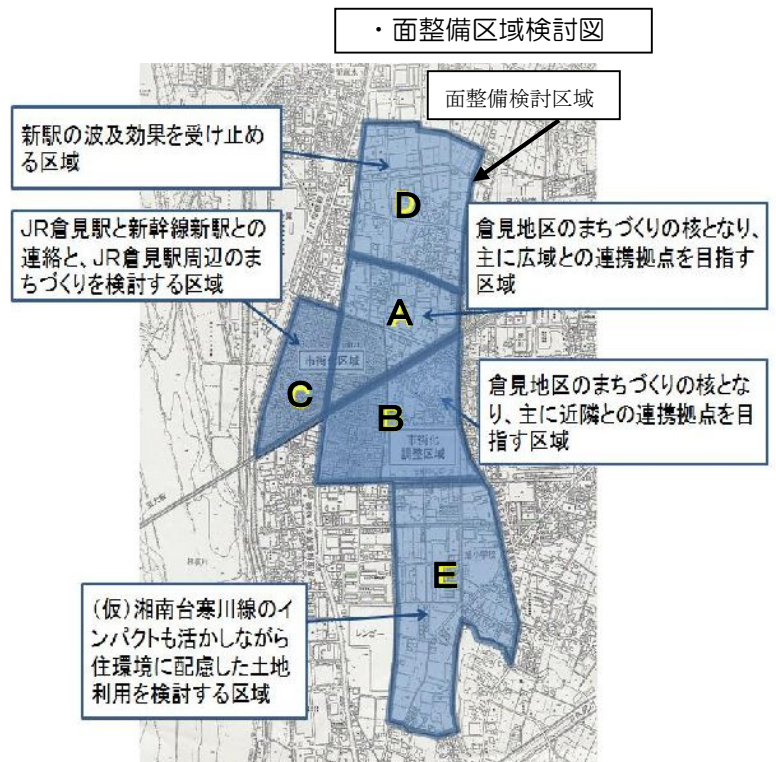 ・面整備区域検討図
面整備検討区域
新駅の波及効果を受け止め
る区域
D
JR倉見駅と新幹線新駅との
連絡と、JR倉見駅周辺のま
ちづくりを検討する区域
倉見地区のまちづくりの核となり、
主に広域との連携拠点を目指す
区域
A
市街化区域
C
B
倉見地区のまちづくりの核とな
り、主に近隣との連携拠点を目
指す区域
市街化
調整区域
E
(仮)湘南台寒川線のイ
ンパクトも活かしながら
住環境に配慮した土地
利用を検討する区域
レンゴー